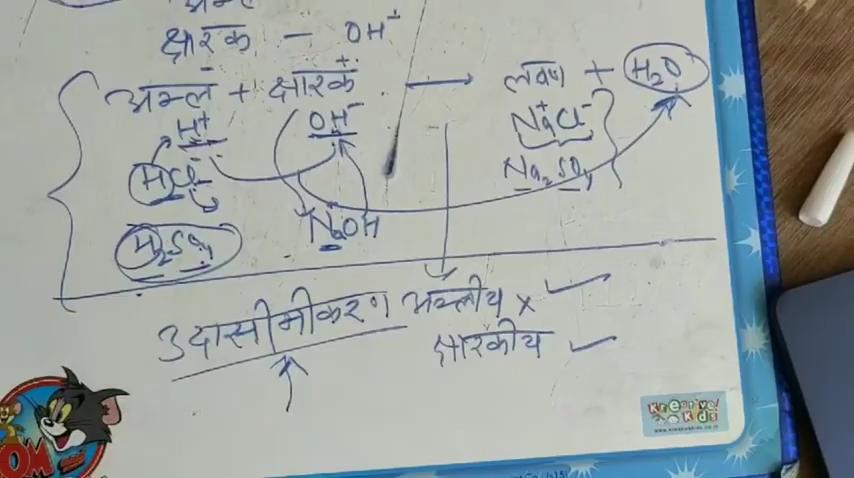 क्षारक — OH⁻
अम्ल + क्षारक → लवण + H₂O
H⁺ OH⁻ Na⁺Cl⁻
HCl Na₂SO₄
H₂SO₄ NaOH
उदासीमीकरण अम्लीय × ✓
क्षारकीय ✓
Kreative Kids
OM